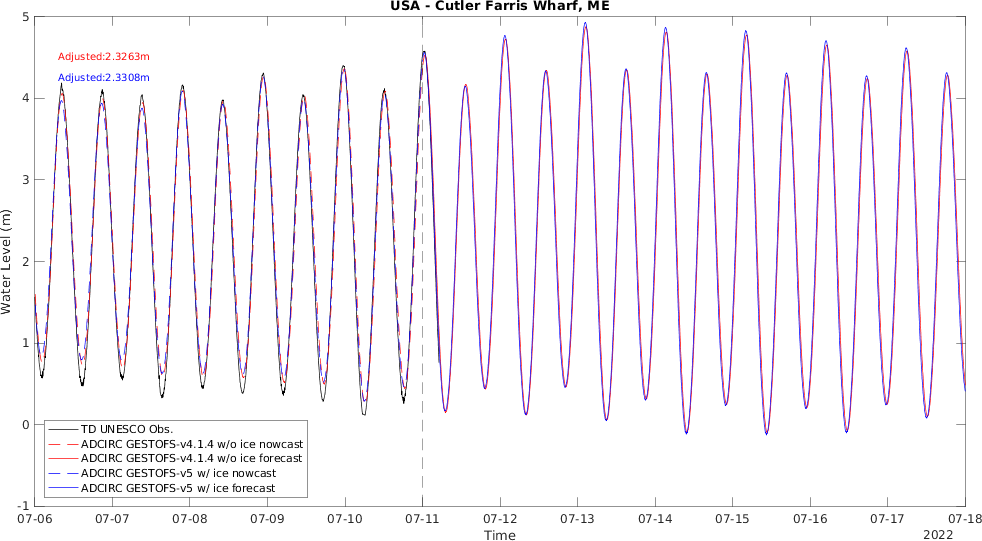 USA - Cutler Farris Wharf, ME
Adjusted:2.3263m
Adjusted:2.3308m
Water Level (m)
5
4
3
2
1
0
-1
TD UNESCO Obs.
ADCIRC GESTOFS-v4.1.4 w/o ice nowcast
ADCIRC GESTOFS-v4.1.4 w/o ice forecast
ADCIRC GESTOFS-v5 w/ ice nowcast
ADCIRC GESTOFS-v5 w/ ice forecast
07-06 07-07 07-08 07-09 07-10 07-11 07-12 07-13 07-14 07-15 07-16 07-17 07-18
Time
2022